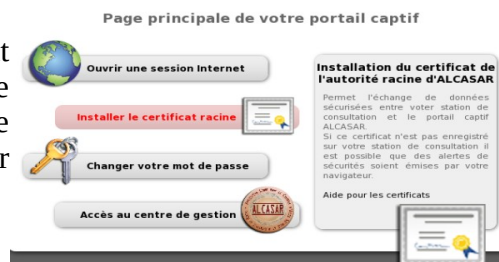 Page principale de votre portail captif
Ouvrir une session Internet
Installer le certificat racine
Changer votre mot de passe
Accès au centre de gestion
ALCASAR
Installation du certificat de
l'autorité racine d'ALCASAR
Permet l'échange de données
sécurisées entre voter station de
consultation et le portail captif
ALCASAR.
Si ce certificat n'est pas enregistré
sur votre station de consultation il
est possible que des alertes de
sécurités soient émises par votre
navigateur.
Aide pour les certificats